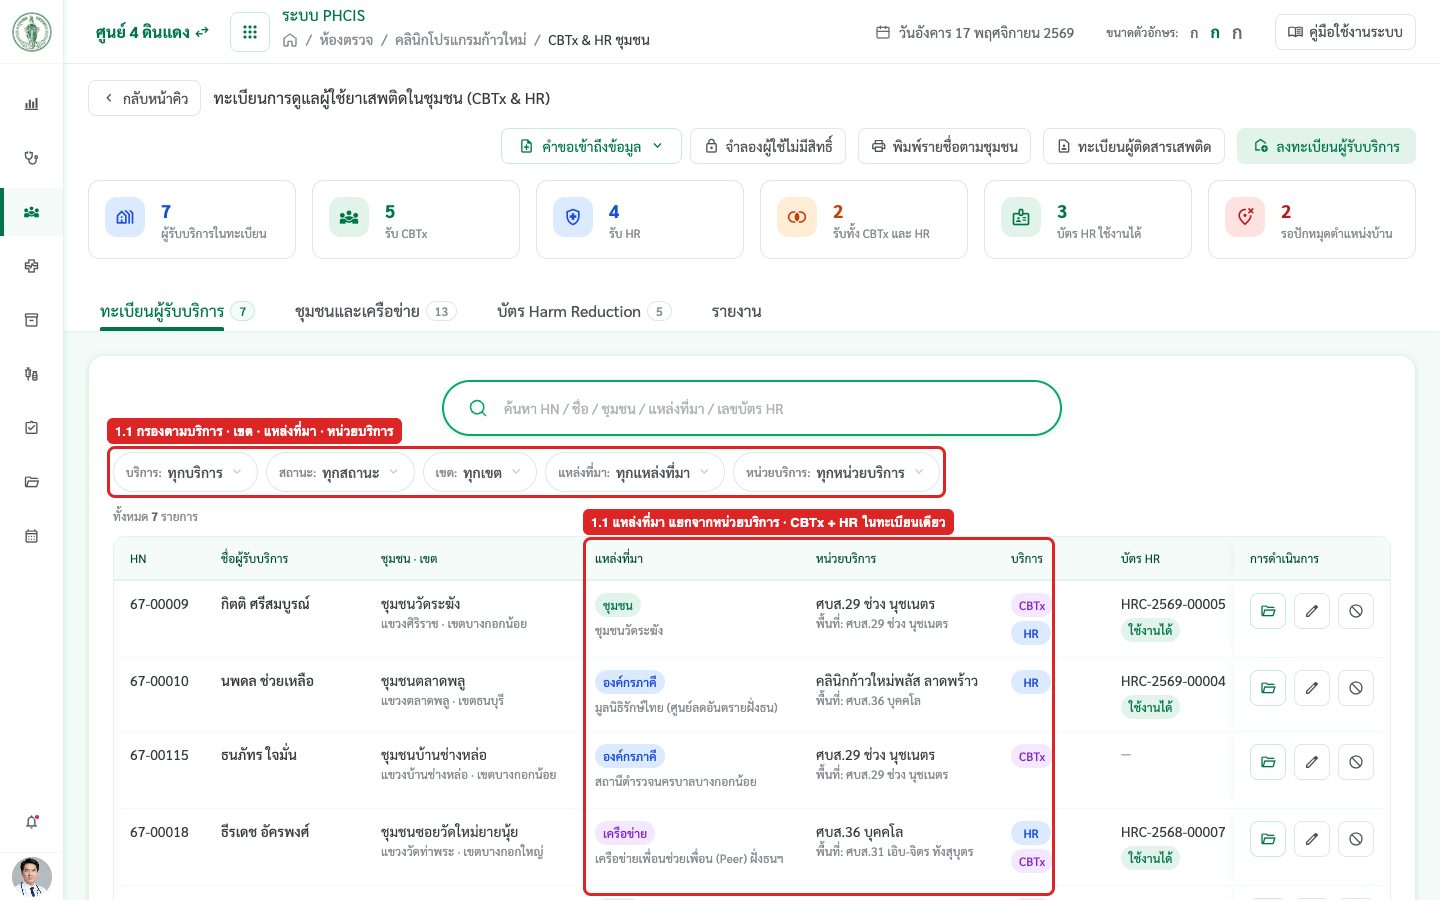 ศูนย์ 4 ดินแดง
ระบบ PHCIS
ห้องตรวจ / คลินิกโปรแกรมก้าวใหม่ / CBTx & HR ชุมชน
วันอังคาร 17 พฤศจิกายน 2569
ขนาดตัวอักษร: ก ก ก
คู่มือใช้งานระบบ
กลับหน้าคิว
ทะเบียนการดูแลผู้ใช้ยาเสพติดในชุมชน (CBTx & HR)
คำขอเข้าถึงข้อมูล
จำลองผู้ใช้ไม่มีสิทธิ์
พิมพ์รายชื่อตามชุมชน
ทะเบียนผู้ติดสารเสพติด
ลงทะเบียนผู้รับบริการ
7
ผู้รับบริการในทะเบียน
5
รับ CBTx
4
รับ HR
2
รับทั้ง CBTx และ HR
3
บัตร HR ใช้งานได้
2
รอปักหมุดตำแหน่งบ้าน
ทะเบียนผู้รับบริการ 7
ชุมชนและเครือข่าย 13
บัตร Harm Reduction 5
รายงาน
ค้นหา HN / ชื่อ / ชุมชน / แหล่งที่มา / เลขบัตร HR
1.1 กรองตามบริการ · เขต · แหล่งที่มา · หน่วยบริการ
บริการ: ทุกบริการ
สถานะ: ทุกสถานะ
เขต: ทุกเขต
แหล่งที่มา: ทุกแหล่งที่มา
หน่วยบริการ: ทุกหน่วยบริการ
ทั้งหมด 7 รายการ
1.1 แหล่งที่มา แยกจากหน่วยบริการ · CBTx + HR ในทะเบียนเดียว
HN ชื่อผู้รับบริการ ชุมชน · เขต แหล่งที่มา หน่วยบริการ บริการ บัตร HR การดำเนินการ
67-00009 กิตติ ศรีสมบูรณ์ ชุมชนวัดระฆัง ชุมชน ศบส.29 ช่วง นุชเนตร CBTx HRC-2569-00005
แขวงศิริราช · เขตบางกอกน้อย ชุมชนวัดระฆัง พื้นที่: ศบส.29 ช่วง นุชเนตร HR ใช้งานได้
67-00010 นพดล ช่วยเหลือ ชุมชนตลาดพลู องค์กรภาคี คลินิกก้าวใหม่พลัส ลาดพร้าว HR HRC-2569-00004
แขวงตลาดพลู · เขตธนบุรี มูลนิธิรักษ์ไทย (ศูนย์ลดอันตรายฝั่งธน) พื้นที่: ศบส.36 บุคคโล ใช้งานได้
67-00115 ธนภัทร ใจมั่น ชุมชนบ้านช่างหล่อ องค์กรภาคี ศบส.29 ช่วง นุชเนตร CBTx —
แขวงบ้านช่างหล่อ · เขตบางกอกน้อย สถานีตำรวจนครบาลบางกอกน้อย พื้นที่: ศบส.29 ช่วง นุชเนตร
67-00018 ธีรเดช อัครพงศ์ ชุมชนซอยวัดใหม่ยายนุ้ย เครือข่าย ศบส.36 บุคคโล HR HRC-2568-00007
แขวงวัดท่าพระ · เขตบางกอกใหญ่ เครือข่ายเพื่อนช่วยเพื่อน (Peer) ฝั่งธนฯ พื้นที่: ศบส.31 เอิบ-จิตร ทังสุบุตร CBTx ใช้งานได้